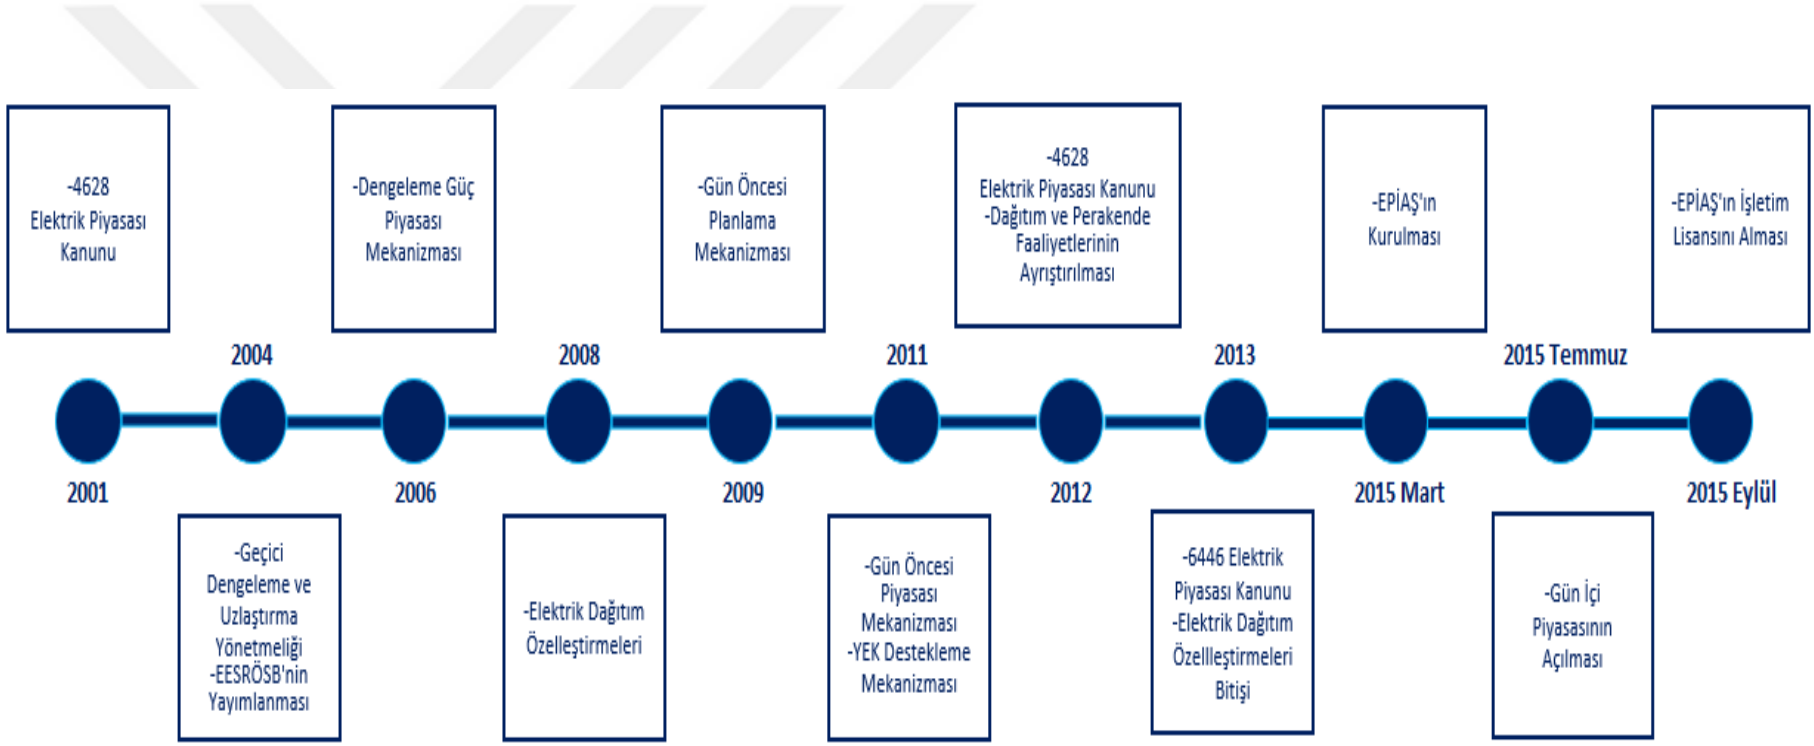 -4628
Elektrik Piyasası
Kanunu
-Dengeleme Güç
Piyasası
Mekanizması
-Gün Öncesi
Planlama
Mekanizması
-4628
Elektrik Piyasası Kanunu
-Dağıtım ve Perakende
Faaliyetlerinin
Ayrıştırılması
-EPİAŞ'ın
Kurulması
-EPİAŞ'ın İşletim
Lisansını Alması
2004
2008
2011
2013
2015 Temmuz
2001
2006
2009
2012
2015 Mart
2015 Eylül
-Geçici
Dengeleme ve
Uzlaştırma
Yönetmeliği
-EESRÖSB'nin
Yayımlanması
-Elektrik Dağıtım
Özelleştirmeleri
-Gün Öncesi
Piyasası
Mekanizması
-YEK Destekleme
Mekanizması
-6446 Elektrik
Piyasası Kanunu
-Elektrik Dağıtım
Özellleştirmeleri
Bitişi
-Gün İçi
Piyasasının
Açılması